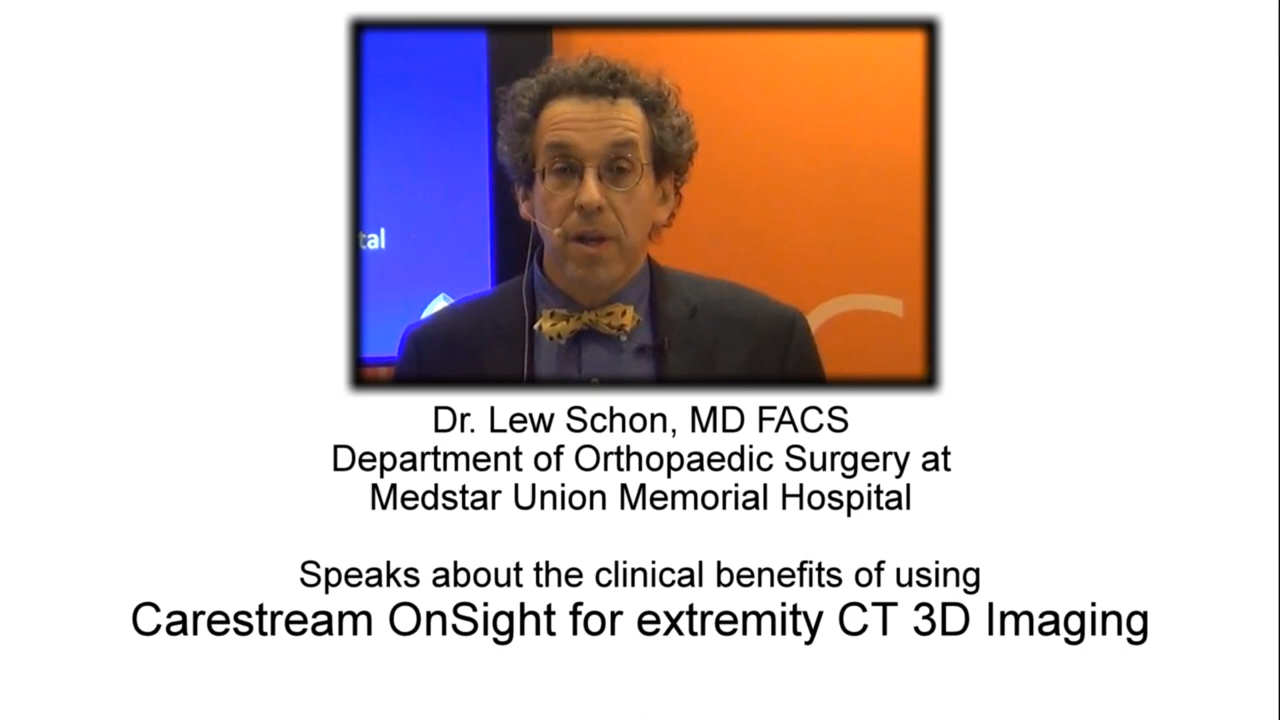 tal
C
Dr. Lew Schon, MD FACS
Department of Orthopaedic Surgery at
Medstar Union Memorial Hospital
Speaks about the clinical benefits of using
Carestream OnSight for extremity CT 3D Imaging